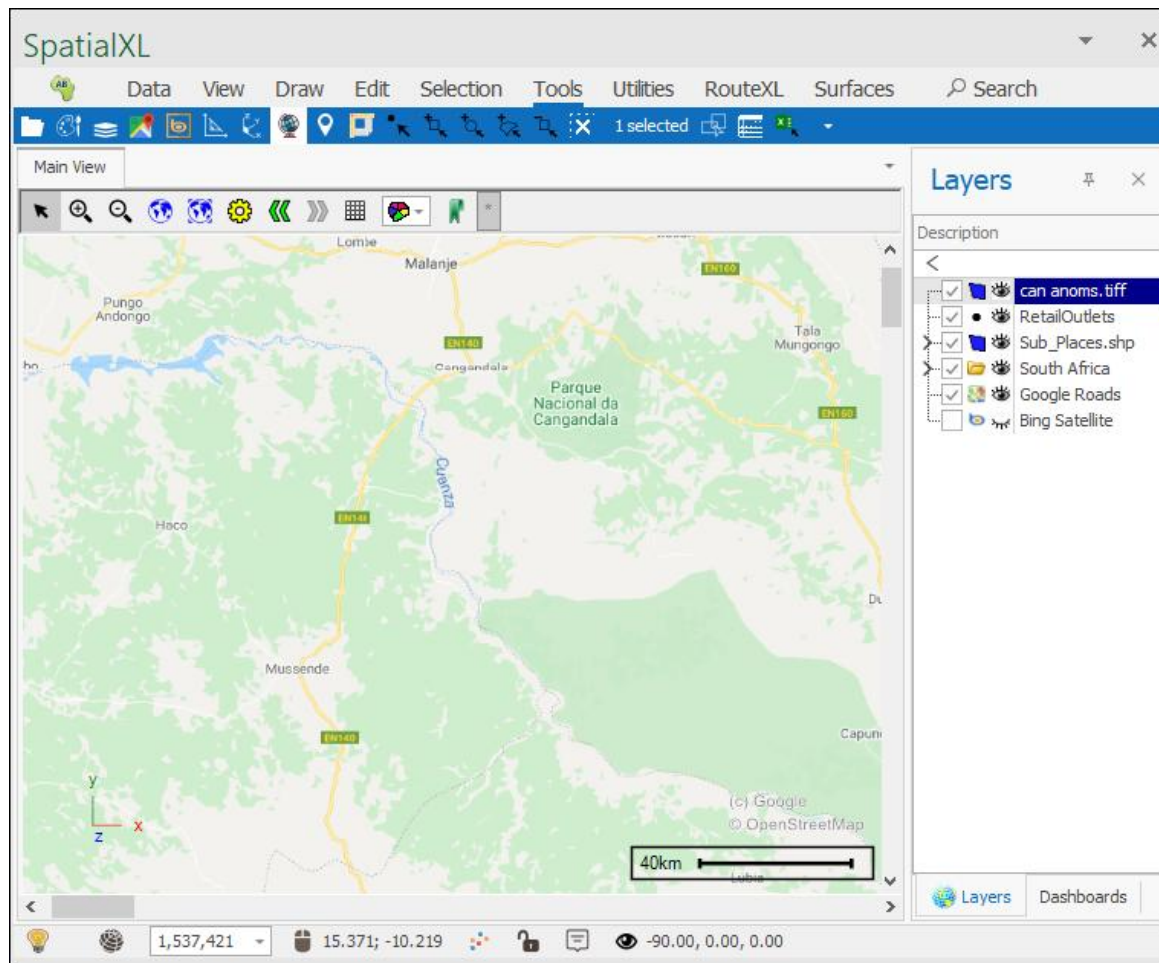 SpatialXL
AB
Data View Draw Edit Selection Tools Utilities RouteXL Surfaces Search
1 selected
Main View
Layers
Description
can anoms.tiff
RetailOutlets
Sub_Places.shp
South Africa
Google Roads
Bing Satellite
Lombe
Malanje
EN160
Pungo
Andongo
Tala
Mungongo
EN140
Cangandala
Parque
Nacional da
Cangandala
EN160
Cuanza
Haco
EN140
Mussende
EN140
(c) Google
© OpenStreetMap
40km
y
x
z
Layers Dashboards
1,537,421 15.371; -10.219 -90.00, 0.00, 0.00